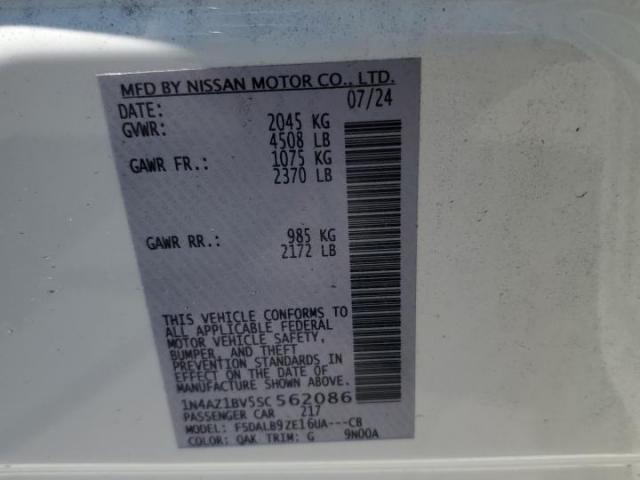 MFD BY NISSAN MOTOR CO., LTD.
DATE: 07/24
GVWR: 2045 KG
4508 LB
GAWR FR.: 1075 KG
2370 LB
GAWR RR.: 985 KG
2172 LB
THIS VEHICLE CONFORMS TO
ALL APPLICABLE FEDERAL
MOTOR VEHICLE SAFETY,
BUMPER, AND THEFT
PREVENTION STANDARDS IN
EFFECT ON THE DATE OF
MANUFACTURE SHOWN ABOVE.
1N4AZ1BV5SC562086
PASSENGER CAR 217
MODEL: FSDALB9ZE16UA---CB
COLOR: QAK TRIM: G 9N00A